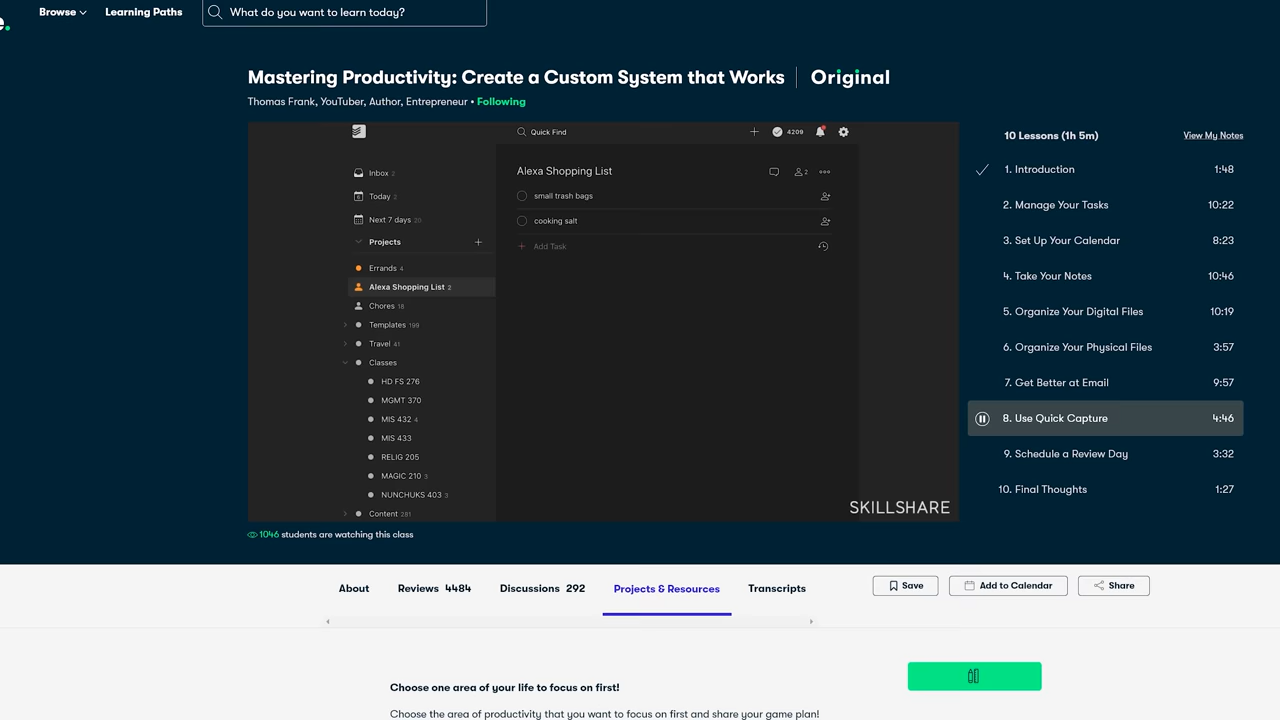 e.
Browse
Learning Paths
What do you want to learn today?
Mastering Productivity: Create a Custom System that Works
Original
Thomas Frank, YouTuber, Author, Entrepreneur • Following
Quick Find
4209
Inbox 2
Today 2
Next 7 days 20
Projects
Errands 4
Alexa Shopping List 2
Chores 18
Templates 199
Travel 41
Classes
HD FS 276
MGMT 370
MIS 432 4
MIS 433
RELIG 205
MAGIC 210 3
NUNCHUKS 403 3
Content 281
Alexa Shopping List
2
small trash bags
cooking salt
Add Task
SKILLSHARE
10 Lessons (1h 5m)
View My Notes
1. Introduction 1:48
2. Manage Your Tasks 10:22
3. Set Up Your Calendar 8:23
4. Take Your Notes 10:46
5. Organize Your Digital Files 10:19
6. Organize Your Physical Files 3:57
7. Get Better at Email 9:57
8. Use Quick Capture 4:46
9. Schedule a Review Day 3:32
10. Final Thoughts 1:27
1046 students are watching this class
About
Reviews 4484
Discussions 292
Projects & Resources
Transcripts
Save
Add to Calendar
Share
Choose one area of your life to focus on first!
Choose the area of productivity that you want to focus on first and share your game plan!